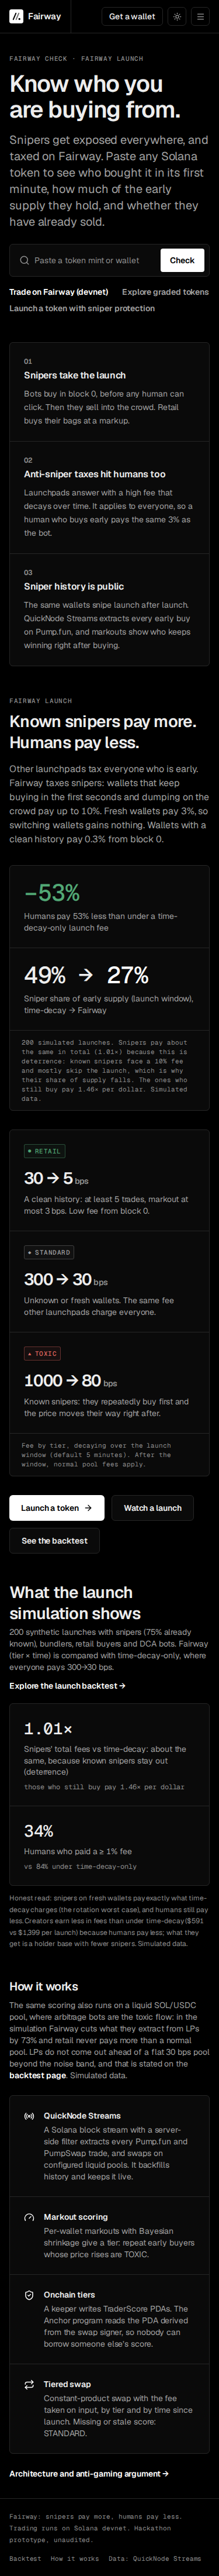 Fairway
Get a wallet
FAIRWAY CHECK · FAIRWAY LAUNCH
Know who you
are buying from.
Snipers get exposed everywhere, and
taxed on Fairway. Paste any Solana
token to see who bought it in its first
minute, how much of the early
supply they hold, and whether they
have already sold.
Paste a token mint or wallet
Check
Trade on Fairway (devnet)
Explore graded tokens
Launch a token with sniper protection
01
Snipers take the launch
Bots buy in block 0, before any human can
click. Then they sell into the crowd. Retail
buys their bags at a markup.
02
Anti-sniper taxes hit humans too
Launchpads answer with a high fee that
decays over time. It applies to everyone, so a
human who buys early pays the same 3% as
the bot.
03
Sniper history is public
The same wallets snipe launch after launch.
QuickNode Streams extracts every early buy
on Pump.fun, and markouts show who keeps
winning right after buying.
FAIRWAY LAUNCH
Known snipers pay more.
Humans pay less.
Other launchpads tax everyone who is early.
Fairway taxes snipers: wallets that keep
buying in the first seconds and dumping on the
crowd pay up to 10%. Fresh wallets pay 3%, so
switching wallets gains nothing. Wallets with a
clean history pay 0.3% from block 0.
−53%
Humans pay 53% less than under a time-
decay-only launch fee
49% → 27%
Sniper share of early supply (launch window),
time-decay → Fairway
200 simulated launches. Snipers pay about
the same in total (1.01×) because this is
deterrence: known snipers face a 10% fee
and mostly skip the launch, which is why
their share of supply falls. The ones who
still buy pay 1.46× per dollar. Simulated
data.
RETAIL
30 → 5 bps
A clean history: at least 5 trades, markout at
most 3 bps. Low fee from block 0.
STANDARD
300 → 30 bps
Unknown or fresh wallets. The same fee
other launchpads charge everyone.
TOXIC
1000 → 80 bps
Known snipers: they repeatedly buy first and
the price moves their way right after.
Fee by tier, decaying over the launch
window (default 5 minutes). After the
window, normal pool fees apply.
Launch a token →
Watch a launch
See the backtest
What the launch
simulation shows
200 synthetic launches with snipers (75% already
known), bundlers, retail buyers and DCA bots. Fairway
(tier × time) is compared with time-decay-only, where
everyone pays 300→30 bps.
Explore the launch backtest →
1.01×
Snipers' total fees vs time-decay: about the
same, because known snipers stay out
(deterrence)
those who still buy pay 1.46× per dollar
34%
Humans who paid a ≥ 1% fee
vs 84% under time-decay-only
Honest read: snipers on fresh wallets pay exactly what time-
decay charges (the rotation worst case), and humans still pay
less. Creators earn less in fees than under time-decay ($591
vs $1,399 per launch) because humans pay less; what they
get is a holder base with fewer snipers. Simulated data.
How it works
The same scoring also runs on a liquid SOL/USDC
pool, where arbitrage bots are the toxic flow: in the
simulation Fairway cuts what they extract from LPs
by 73% and retail never pays more than a normal
pool. LPs do not come out ahead of a flat 30 bps pool
beyond the noise band, and that is stated on the
backtest page. Simulated data.
QuickNode Streams
A Solana block stream with a server-
side filter extracts every Pump.fun and
PumpSwap trade, and swaps on
configured liquid pools. It backfills
history and keeps it live.
Markout scoring
Per-wallet markouts with Bayesian
shrinkage give a tier: repeat early buyers
whose price rises are TOXIC.
Onchain tiers
A keeper writes TraderScore PDAs. The
Anchor program reads the PDA derived
from the swap signer, so nobody can
borrow someone else's score.
Tiered swap
Constant-product swap with the fee
taken on input, by tier and by time since
launch. Missing or stale score:
STANDARD.
Architecture and anti-gaming argument →
Fairway: snipers pay more, humans pay less.
Trading runs on Solana devnet. Hackathon
prototype, unaudited.
Backtest
How it works
Data: QuickNode Streams